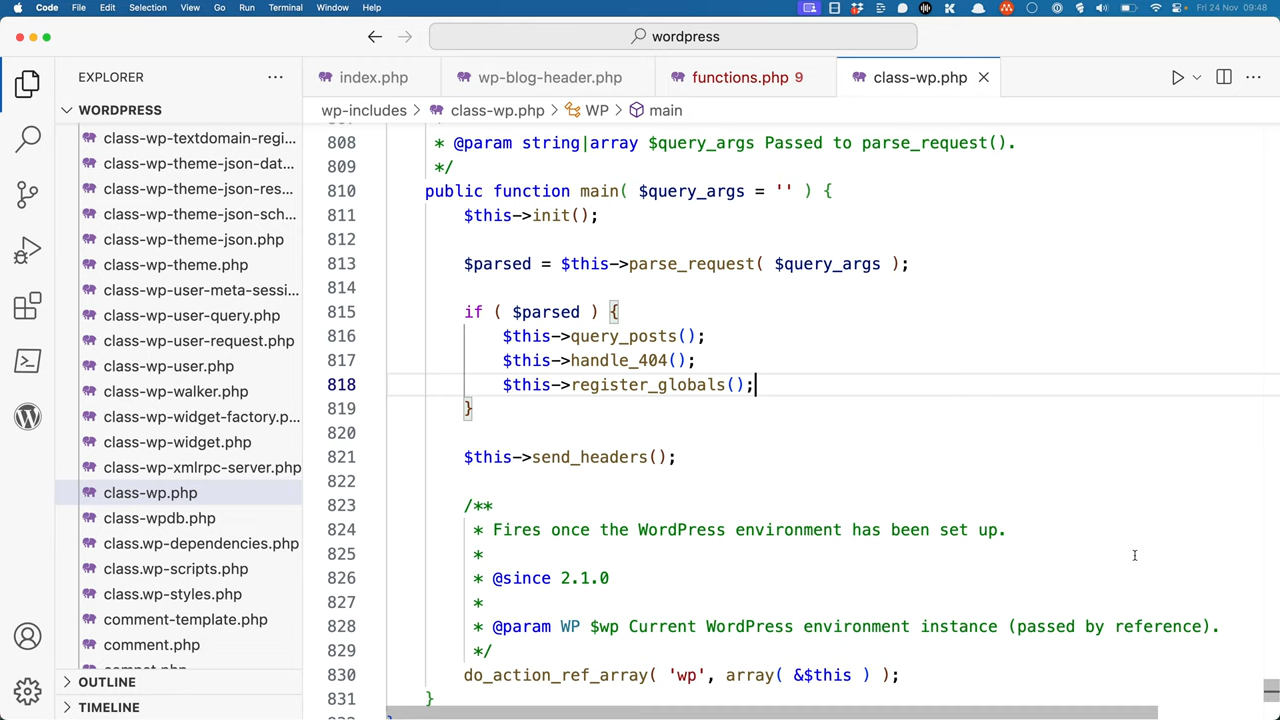 Code File Edit Selection View Go Run Terminal Window Help Fri 24 Nov 09:48
wordpress
EXPLORER
index.php
wp-blog-header.php
functions.php 9
class-wp.php
WORDPRESS
wp-includes > class-wp.php > WP > main
class-wp-textdomain-regi...
class-wp-theme-json-dat...
class-wp-theme-json-res...
class-wp-theme-json-sch...
class-wp-theme-json.php
class-wp-theme.php
class-wp-user-meta-sessi...
class-wp-user-query.php
class-wp-user-request.php
class-wp-user.php
class-wp-walker.php
class-wp-widget-factory.p...
class-wp-widget.php
class-wp-xmlrpc-server.php
class-wp.php
class-wpdb.php
class.wp-dependencies.php
class.wp-scripts.php
class.wp-styles.php
comment-template.php
comment.php
OUTLINE
TIMELINE
808 * @param string|array $query_args Passed to parse_request().
809 */
810 public function main( $query_args = '' ) {
811 $this->init();
812
813 $parsed = $this->parse_request( $query_args );
814
815 if ( $parsed ) {
816 $this->query_posts();
817 $this->handle_404();
818 $this->register_globals();
819 }
820
821 $this->send_headers();
822
823 /**
824 * Fires once the WordPress environment has been set up.
825 *
826 * @since 2.1.0
827 *
828 * @param WP $wp Current WordPress environment instance (passed by reference).
829 */
830 do_action_ref_array( 'wp', array( &$this ) );
831 }